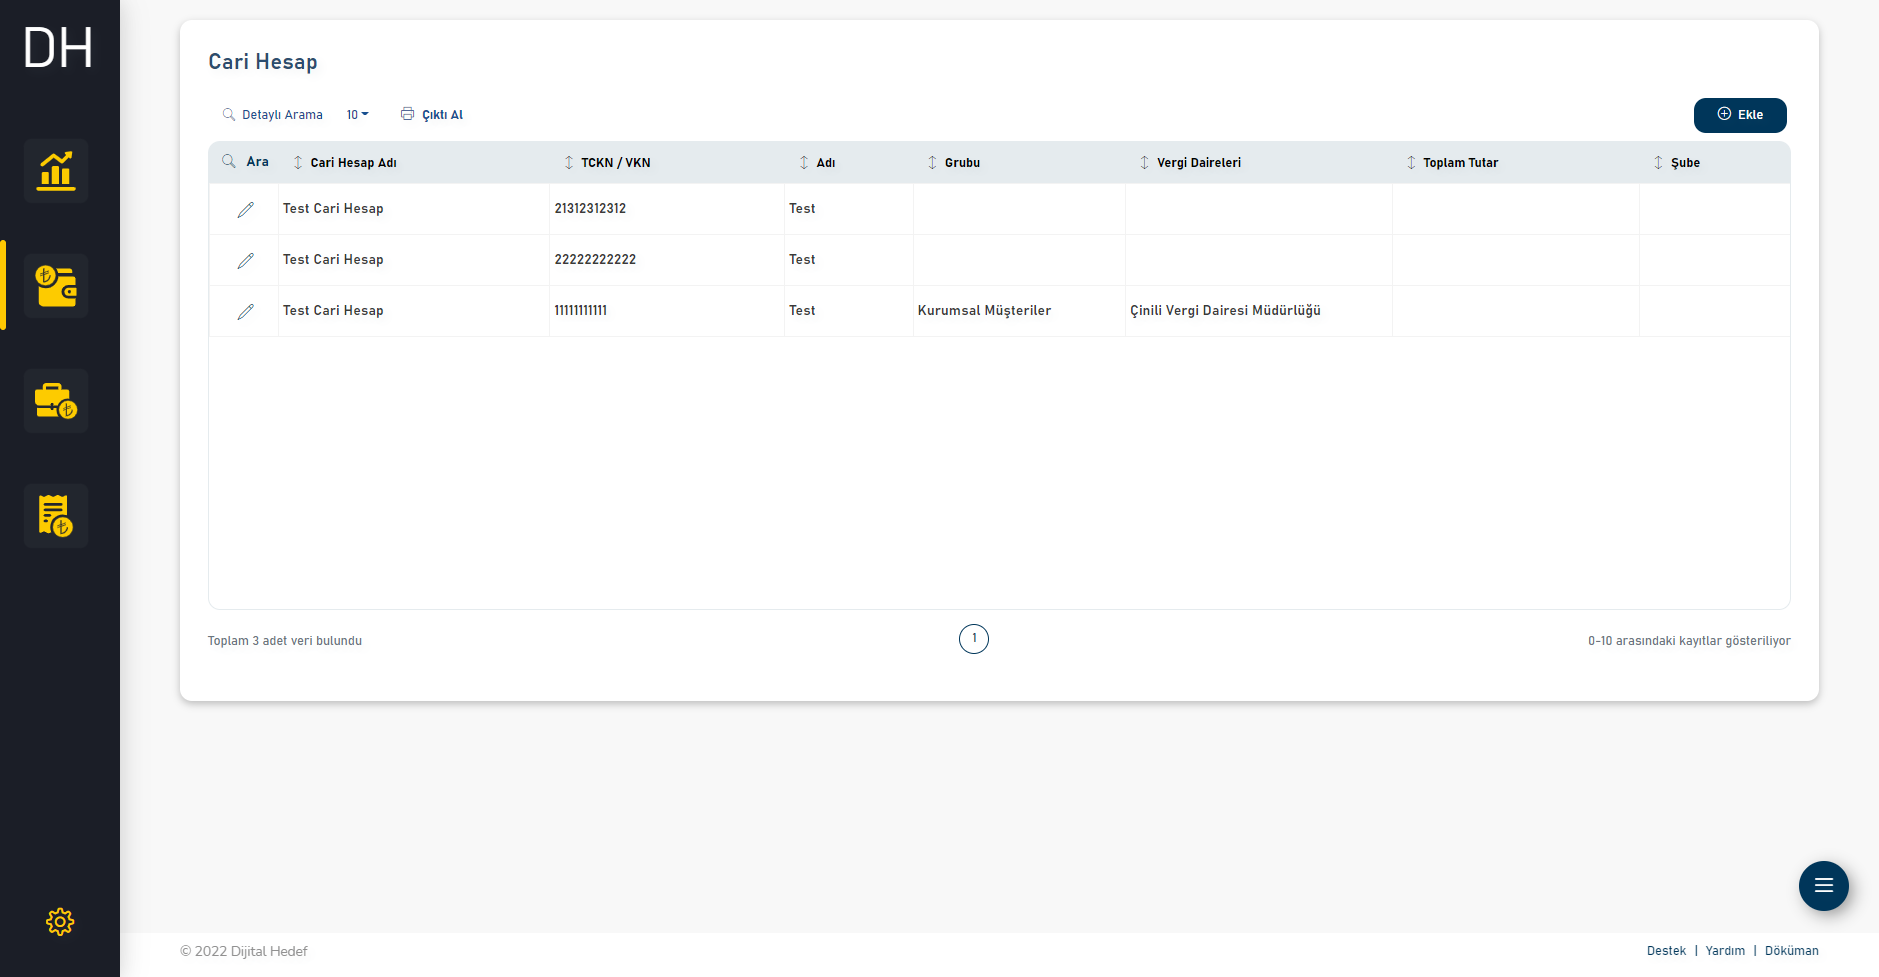 DH
Cari Hesap
Detaylı Arama 10 Çıktı Al Ekle
Ara Cari Hesap Adı TCKN / VKN Adı Grubu Vergi Daireleri Toplam Tutar Şube
Test Cari Hesap 21312312312 Test
Test Cari Hesap 22222222222 Test
Test Cari Hesap 11111111111 Test Kurumsal Müşteriler Çinili Vergi Dairesi Müdürlüğü
Toplam 3 adet veri bulundu 1 0-10 arasındaki kayıtlar gösteriliyor
© 2022 Dijital Hedef Destek | Yardım | Döküman